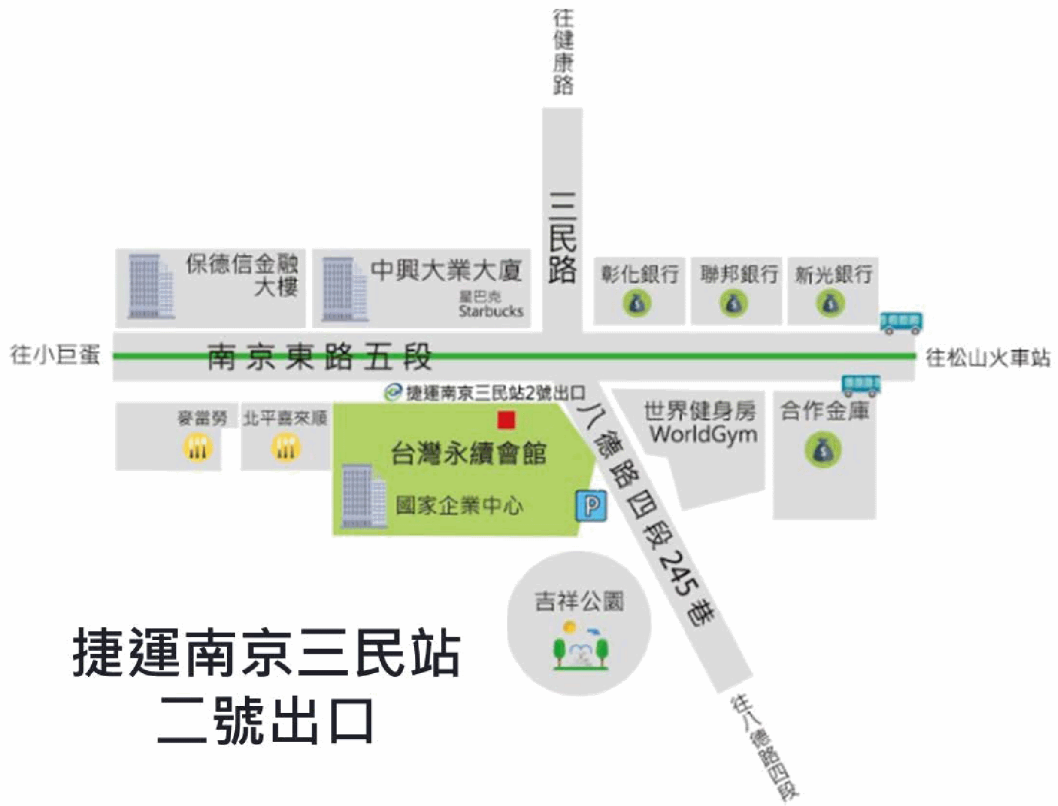 往健康路
三民路
保德信金融
大樓
中興大業大廈
星巴克
Starbucks
彰化銀行
聯邦銀行
新光銀行
往小巨蛋
南京東路五段
往松山火車站
捷運南京三民站2號出口
麥當勞
北平喜來順
台灣永續會館
國家企業中心
P
八德路四段245巷
世界健身房
WorldGym
合作金庫
吉祥公園
往八德路四段
捷運南京三民站
二號出口